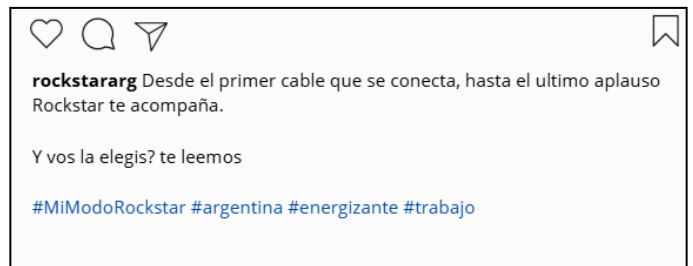 rockstararg Desde el primer cable que se conecta, hasta el ultimo aplauso
Rockstar te acompaña.
Y vos la elegis? te leemos
#MiModoRockstar #argentina #energizante #trabajo